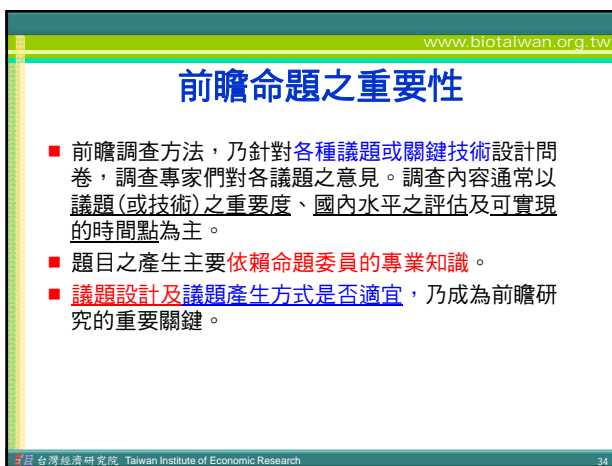 www.biotaiwan.org.tw
前瞻命題之重要性
■ 前瞻調查方法，乃針對各種議題或關鍵技術設計問
卷，調查專家們對各議題之意見。調查內容通常以
議題(或技術)之重要度、國內水平之評估及可實現
的時間點為主。
■ 題目之產生主要依賴命題委員的專業知識。
■ 議題設計及議題產生方式是否適宜，乃成為前瞻研
究的重要關鍵。
台灣經濟研究院 Taiwan Institute of Economic Research 34